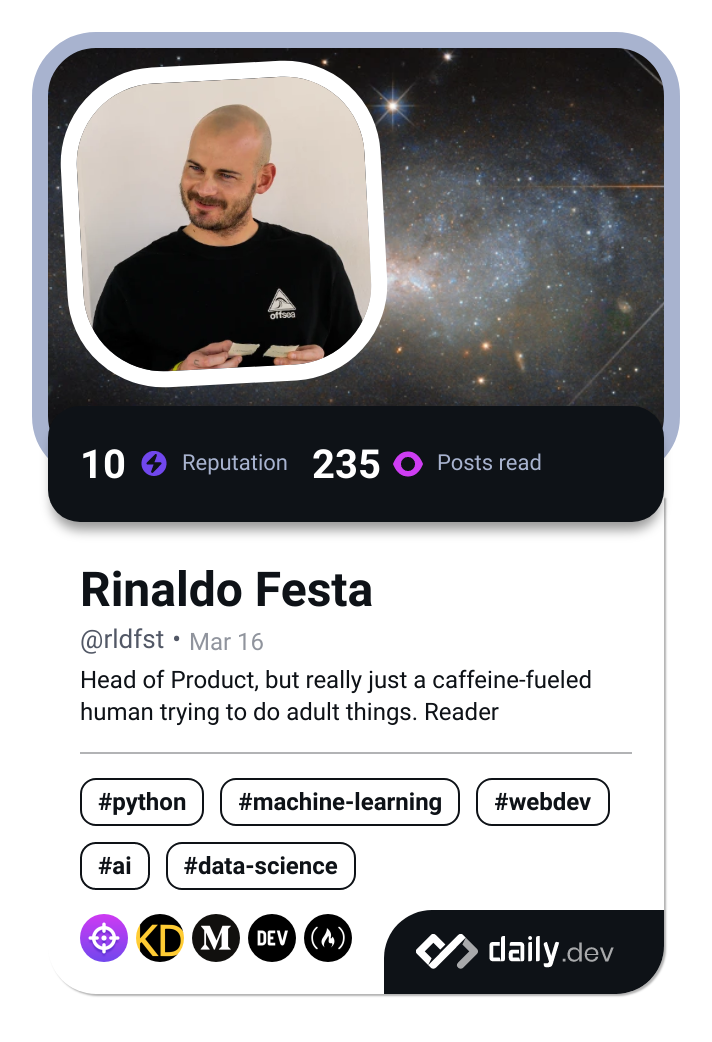 offsea
10 Reputation 235 Posts read
Rinaldo Festa
@rldfst • Mar 16
Head of Product, but really just a caffeine-fueled
human trying to do adult things. Reader
#python #machine-learning #webdev
#ai #data-science
KD M DEV
daily.dev